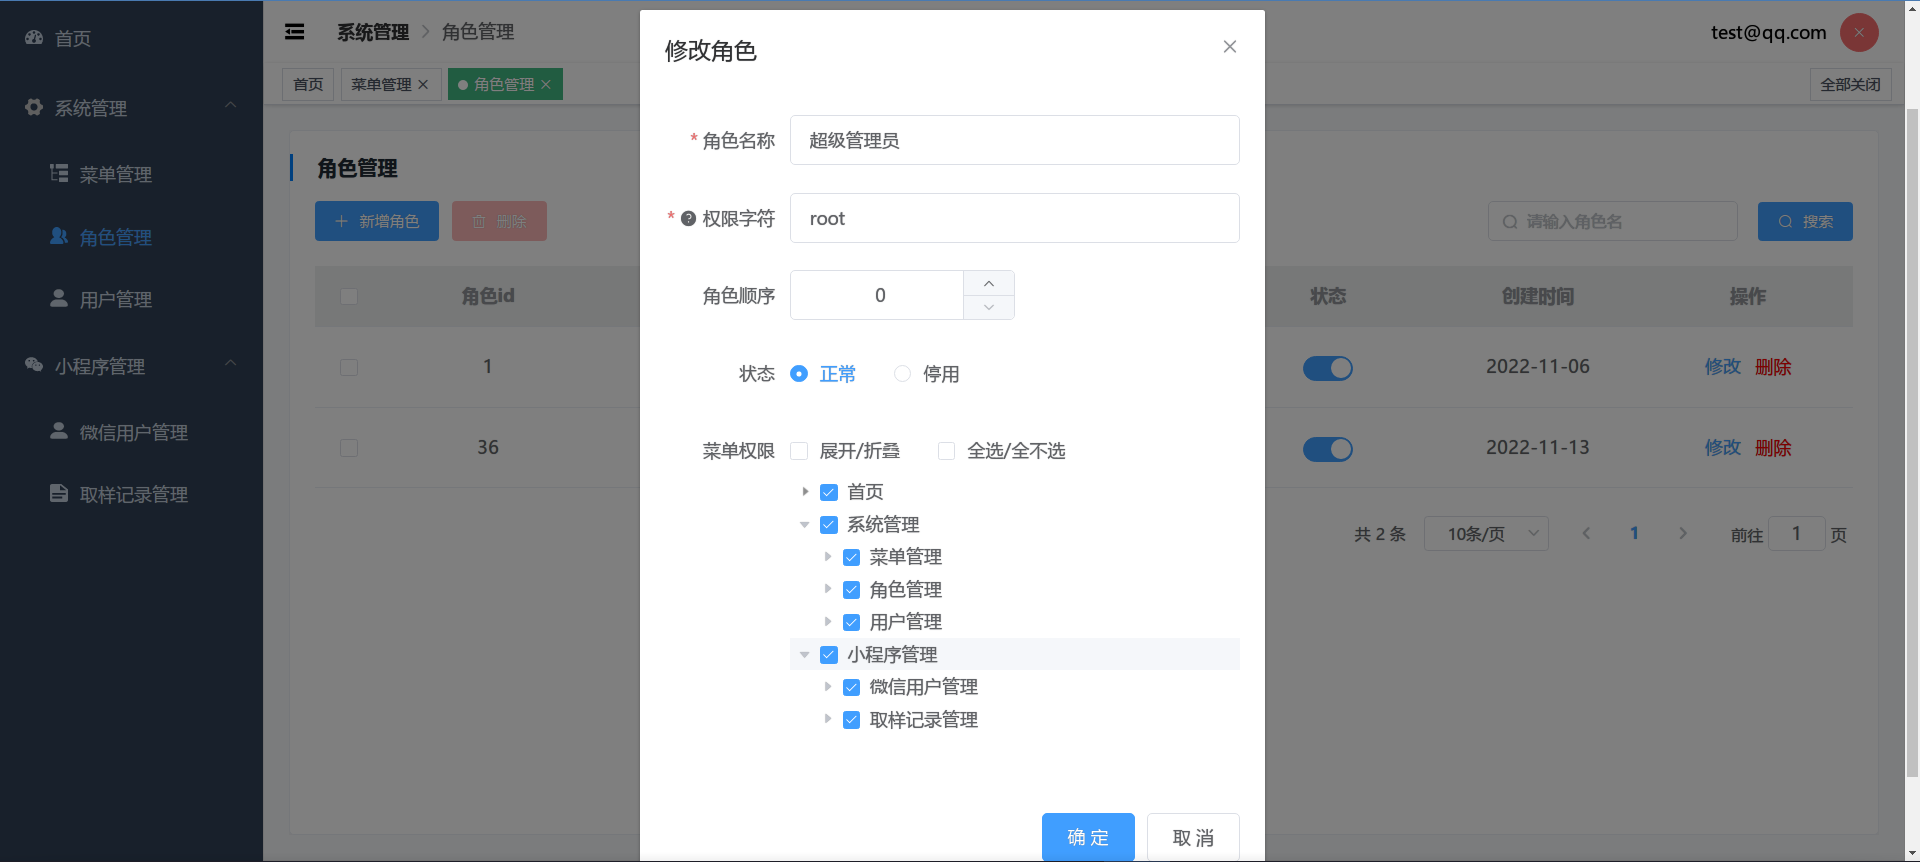 首页
系统管理
菜单管理
角色管理
用户管理
小程序管理
微信用户管理
取样记录管理
系统管理 > 角色管理
test@qq.com
首页
菜单管理
角色管理
全部关闭
角色管理
新增角色
删除
请输入角色名
搜索
角色id
状态
创建时间
操作
1
2022-11-06
修改 删除
36
2022-11-13
修改 删除
共 2 条
10条/页
1
前往 1 页
修改角色
* 角色名称
超级管理员
* 权限字符
root
角色顺序
0
状态
正常
停用
菜单权限
展开/折叠
全选/全不选
首页
系统管理
菜单管理
角色管理
用户管理
小程序管理
微信用户管理
取样记录管理
确 定
取 消